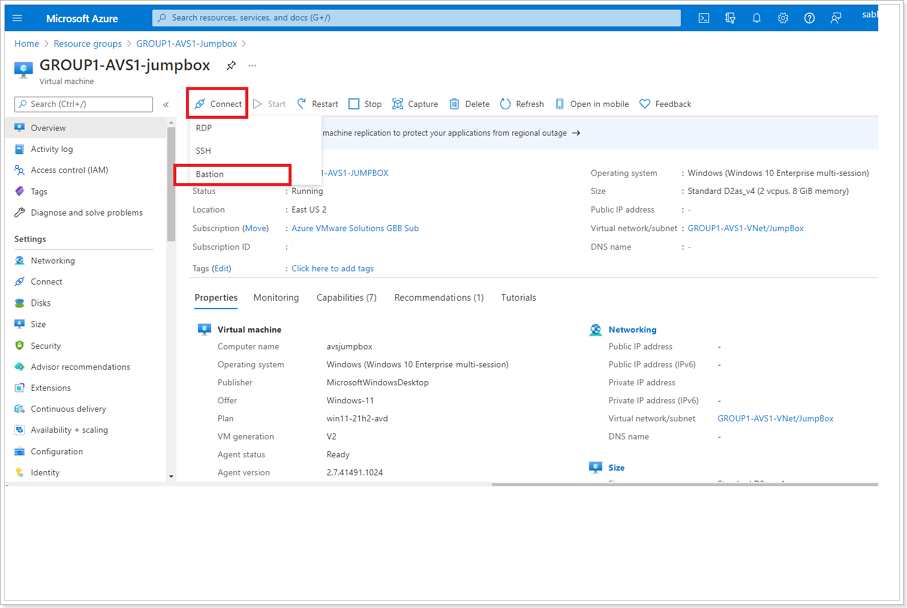 Microsoft Azure
Search resources, services, and docs (G+/)
Home > Resource groups > GROUP1-AVS1-Jumpbox >
GROUP1-AVS1-jumpbox
...
Virtual machine
Search (Ctrl+/)
«
Connect
Start
Restart
Stop
Capture
Delete
Refresh
Open in mobile
Feedback
Overview
Activity log
Access control (IAM)
Tags
Diagnose and solve problems
Settings
Networking
Connect
Disks
Size
Security
Advisor recommendations
Extensions
Continuous delivery
Availability + scaling
Configuration
Identity
RDP
SSH
Bastion
machine replication to protect your applications from regional outage →
-AVS1-JUMPBOX
Status : Running
Location : East US 2
Subscription (Move) : Azure VMware Solutions GBB Sub
Subscription ID :
Tags (Edit) : Click here to add tags
Operating system : Windows (Windows 10 Enterprise multi-session)
Size : Standard D2as_v4 (2 vcpus, 8 GiB memory)
Public IP address : -
Virtual network/subnet : GROUP1-AVS1-VNet/JumpBox
DNS name : -
Properties
Monitoring
Capabilities (7)
Recommendations (1)
Tutorials
Virtual machine
Computer name avsjumpbox
Operating system Windows (Windows 10 Enterprise multi-session)
Publisher MicrosoftWindowsDesktop
Offer Windows-11
Plan win11-21h2-avd
VM generation V2
Agent status Ready
Agent version 2.7.41491.1024
Networking
Public IP address -
Public IP address (IPv6) -
Private IP address
Private IP address (IPv6) -
Virtual network/subnet GROUP1-AVS1-VNet/JumpBox
DNS name -
Size